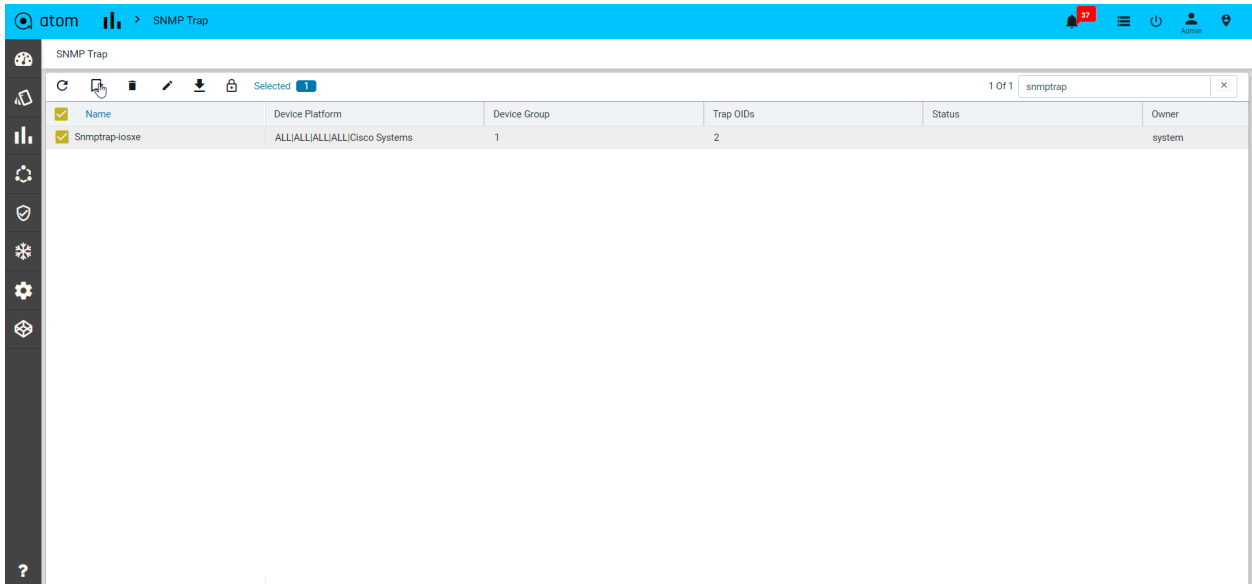 atom > SNMP Trap 37 Admin
SNMP Trap
Selected 1 1 Of 1 snmptrap ×
Name Device Platform Device Group Trap OIDs Status Owner
Snmptrap-iosxe ALL|ALL|ALL|ALL|Cisco Systems 1 2 system
?